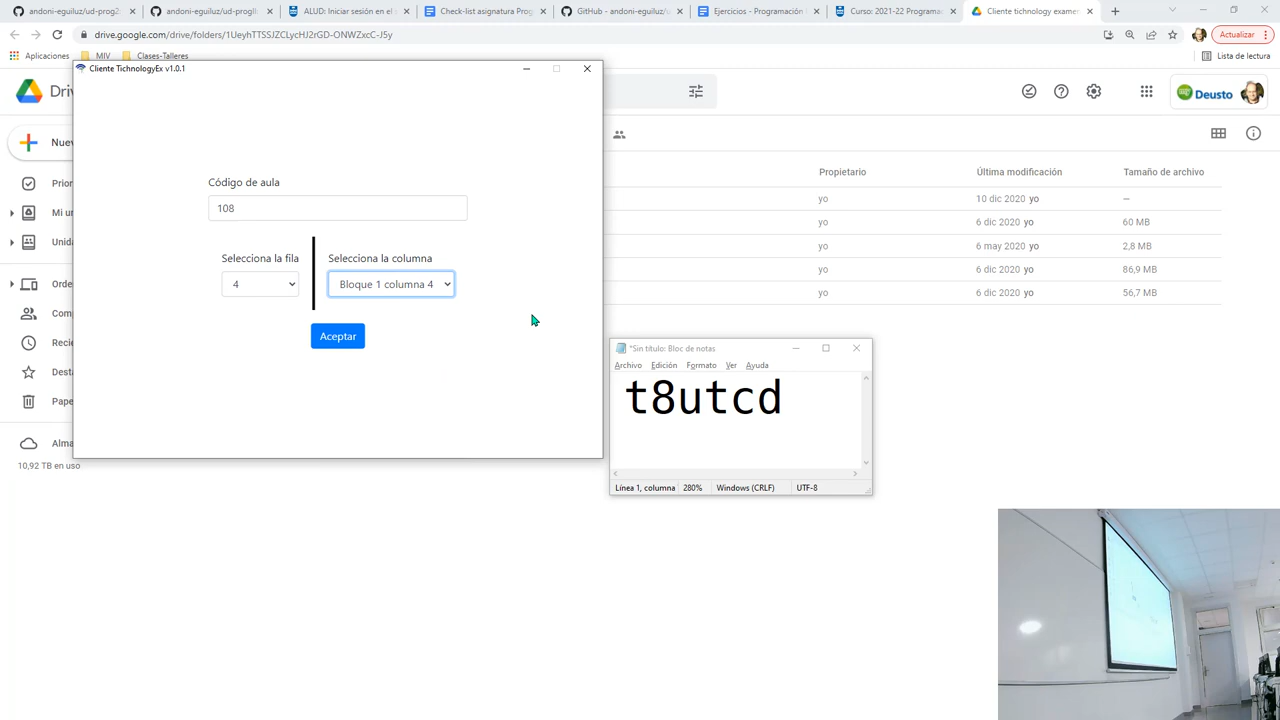 andoni-eguiluz/ud-prog2
andoni-eguiluz/ud-progII
ALUD: Iniciar sesión en el
Check-list asignatura Prog
GitHub - andoni-eguiluz/u
Ejercicios - Programación I
Curso: 2021-22 Programac
Cliente tichnology examen
drive.google.com/drive/folders/1UeyhTTSSJZCLycHJ2rGD-ONWZxcC-J5y
Actualizar
Aplicaciones
MIV
Clases-Talleres
Lista de lectura
Cliente TichnologyEx v1.0.1
Driv
Deusto
Nuev
Código de aula
108
Selecciona la fila
Selecciona la columna
4
Bloque 1 columna 4
Aceptar
Prior
Mi un
Unida
Orde
Comp
Recie
Desta
Pape
Alma
10,92 TB en uso
Propietario
Última modificación
Tamaño de archivo
yo
10 dic 2020 yo
—
yo
6 dic 2020 yo
60 MB
yo
6 may 2020 yo
2,8 MB
yo
6 dic 2020 yo
86,9 MB
yo
6 dic 2020 yo
56,7 MB
*Sin título: Bloc de notas
Archivo
Edición
Formato
Ver
Ayuda
t8utcd
Línea 1, columna
280%
Windows (CRLF)
UTF-8